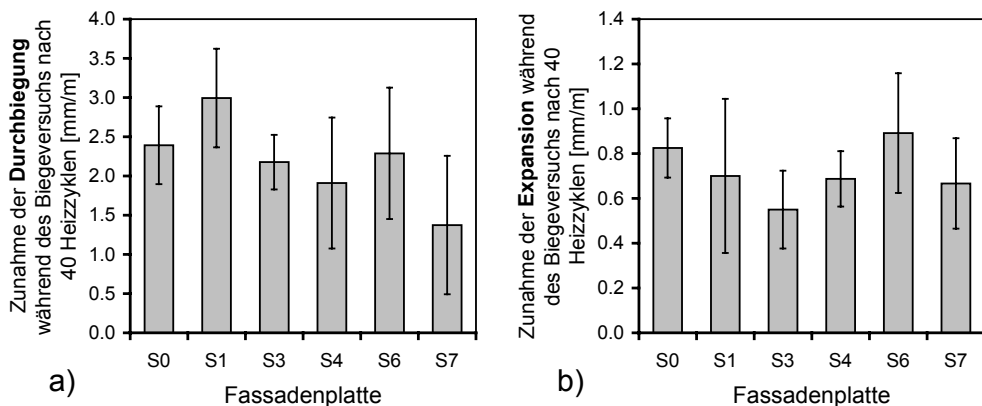 Zunahme der Durchbiegung
während des Biegeversuchs nach
40 Heizzyklen [mm/m]
4.0
3.5
3.0
2.5
2.0
1.5
1.0
0.5
0.0
S0 S1 S3 S4 S6 S7
a)
Fassadenplatte
Zunahme der Expansion während
des Biegeversuchs nach 40
Heizzyklen [mm/m]
1.4
1.2
1.0
0.8
0.6
0.4
0.2
0.0
S0 S1 S3 S4 S6 S7
b)
Fassadenplatte